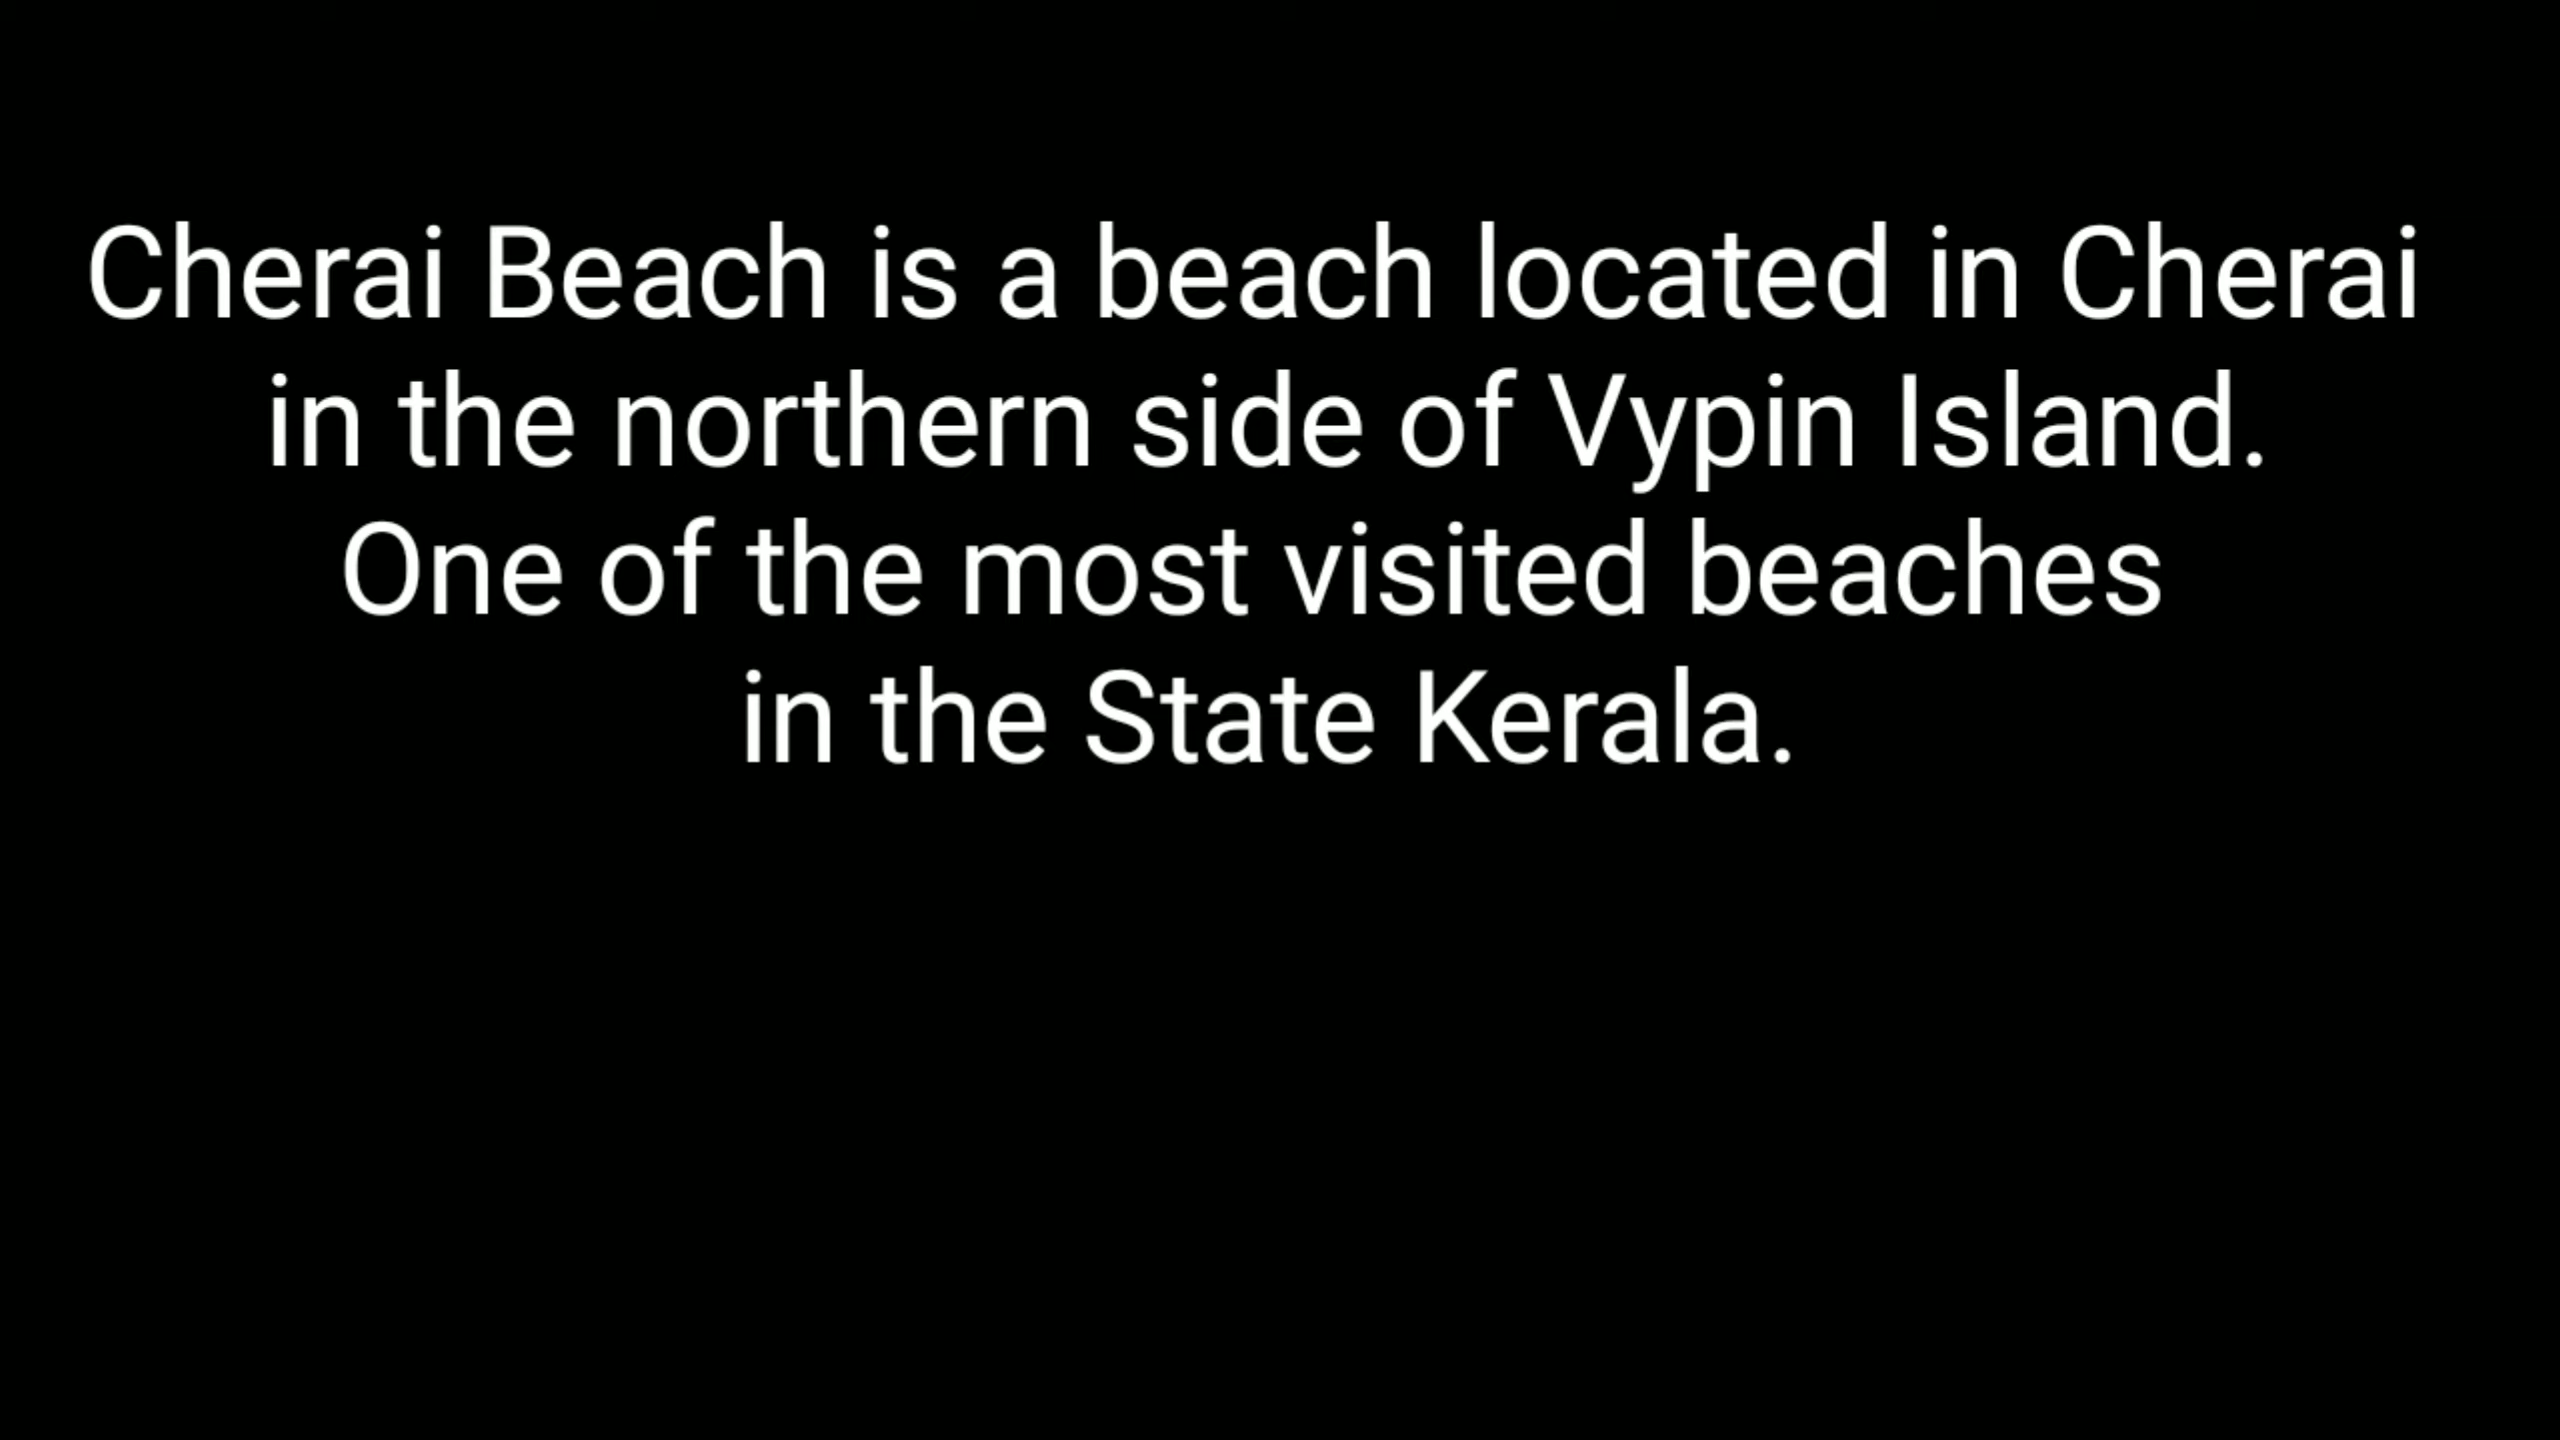 Cherai Beach is a beach located in Cherai
in the northern side of Vypin Island.
One of the most visited beaches
in the State Kerala.